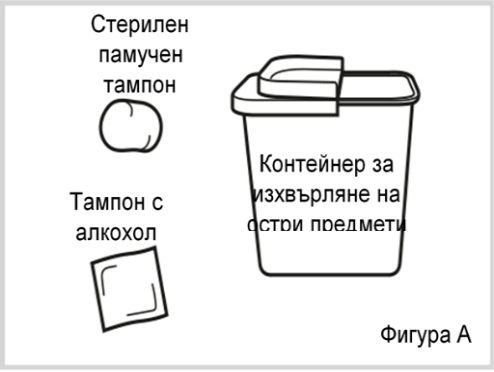 Стерилен
памучен
тампон
Контейнер за
изхвърляне на
остри предмети
Тампон с
алкохол
Фигура А